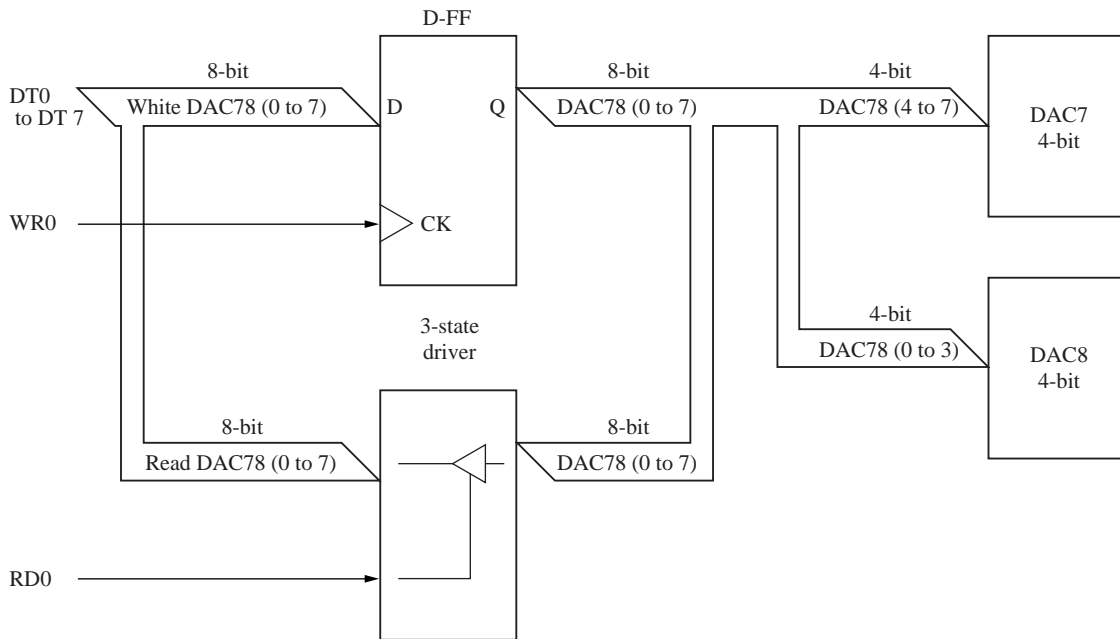 D-FF
8-bit
8-bit
4-bit
DT0
to DT 7
White DAC78 (0 to 7)
D
Q
DAC78 (0 to 7)
DAC78 (4 to 7)
DAC7
4-bit
WR0
CK
3-state
driver
4-bit
DAC78 (0 to 3)
DAC8
4-bit
8-bit
8-bit
Read DAC78 (0 to 7)
DAC78 (0 to 7)
RD0